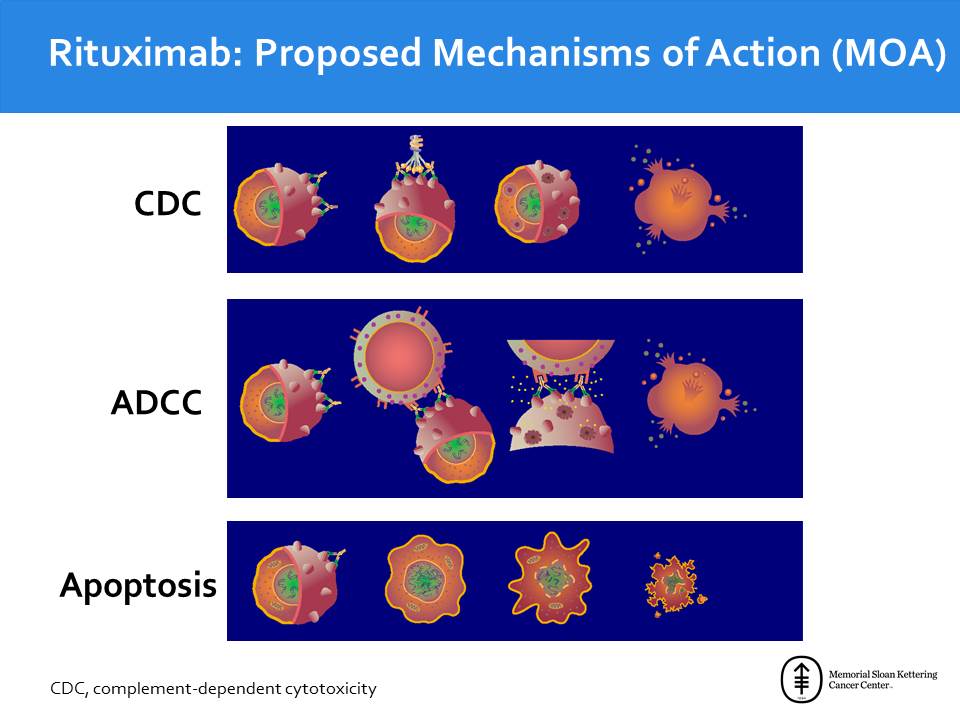 Rituximab: Proposed Mechanisms of Action (MOA)
CDC
ADCC
Apoptosis
CDC, complement-dependent cytotoxicity
Memorial Sloan Kettering
Cancer Center